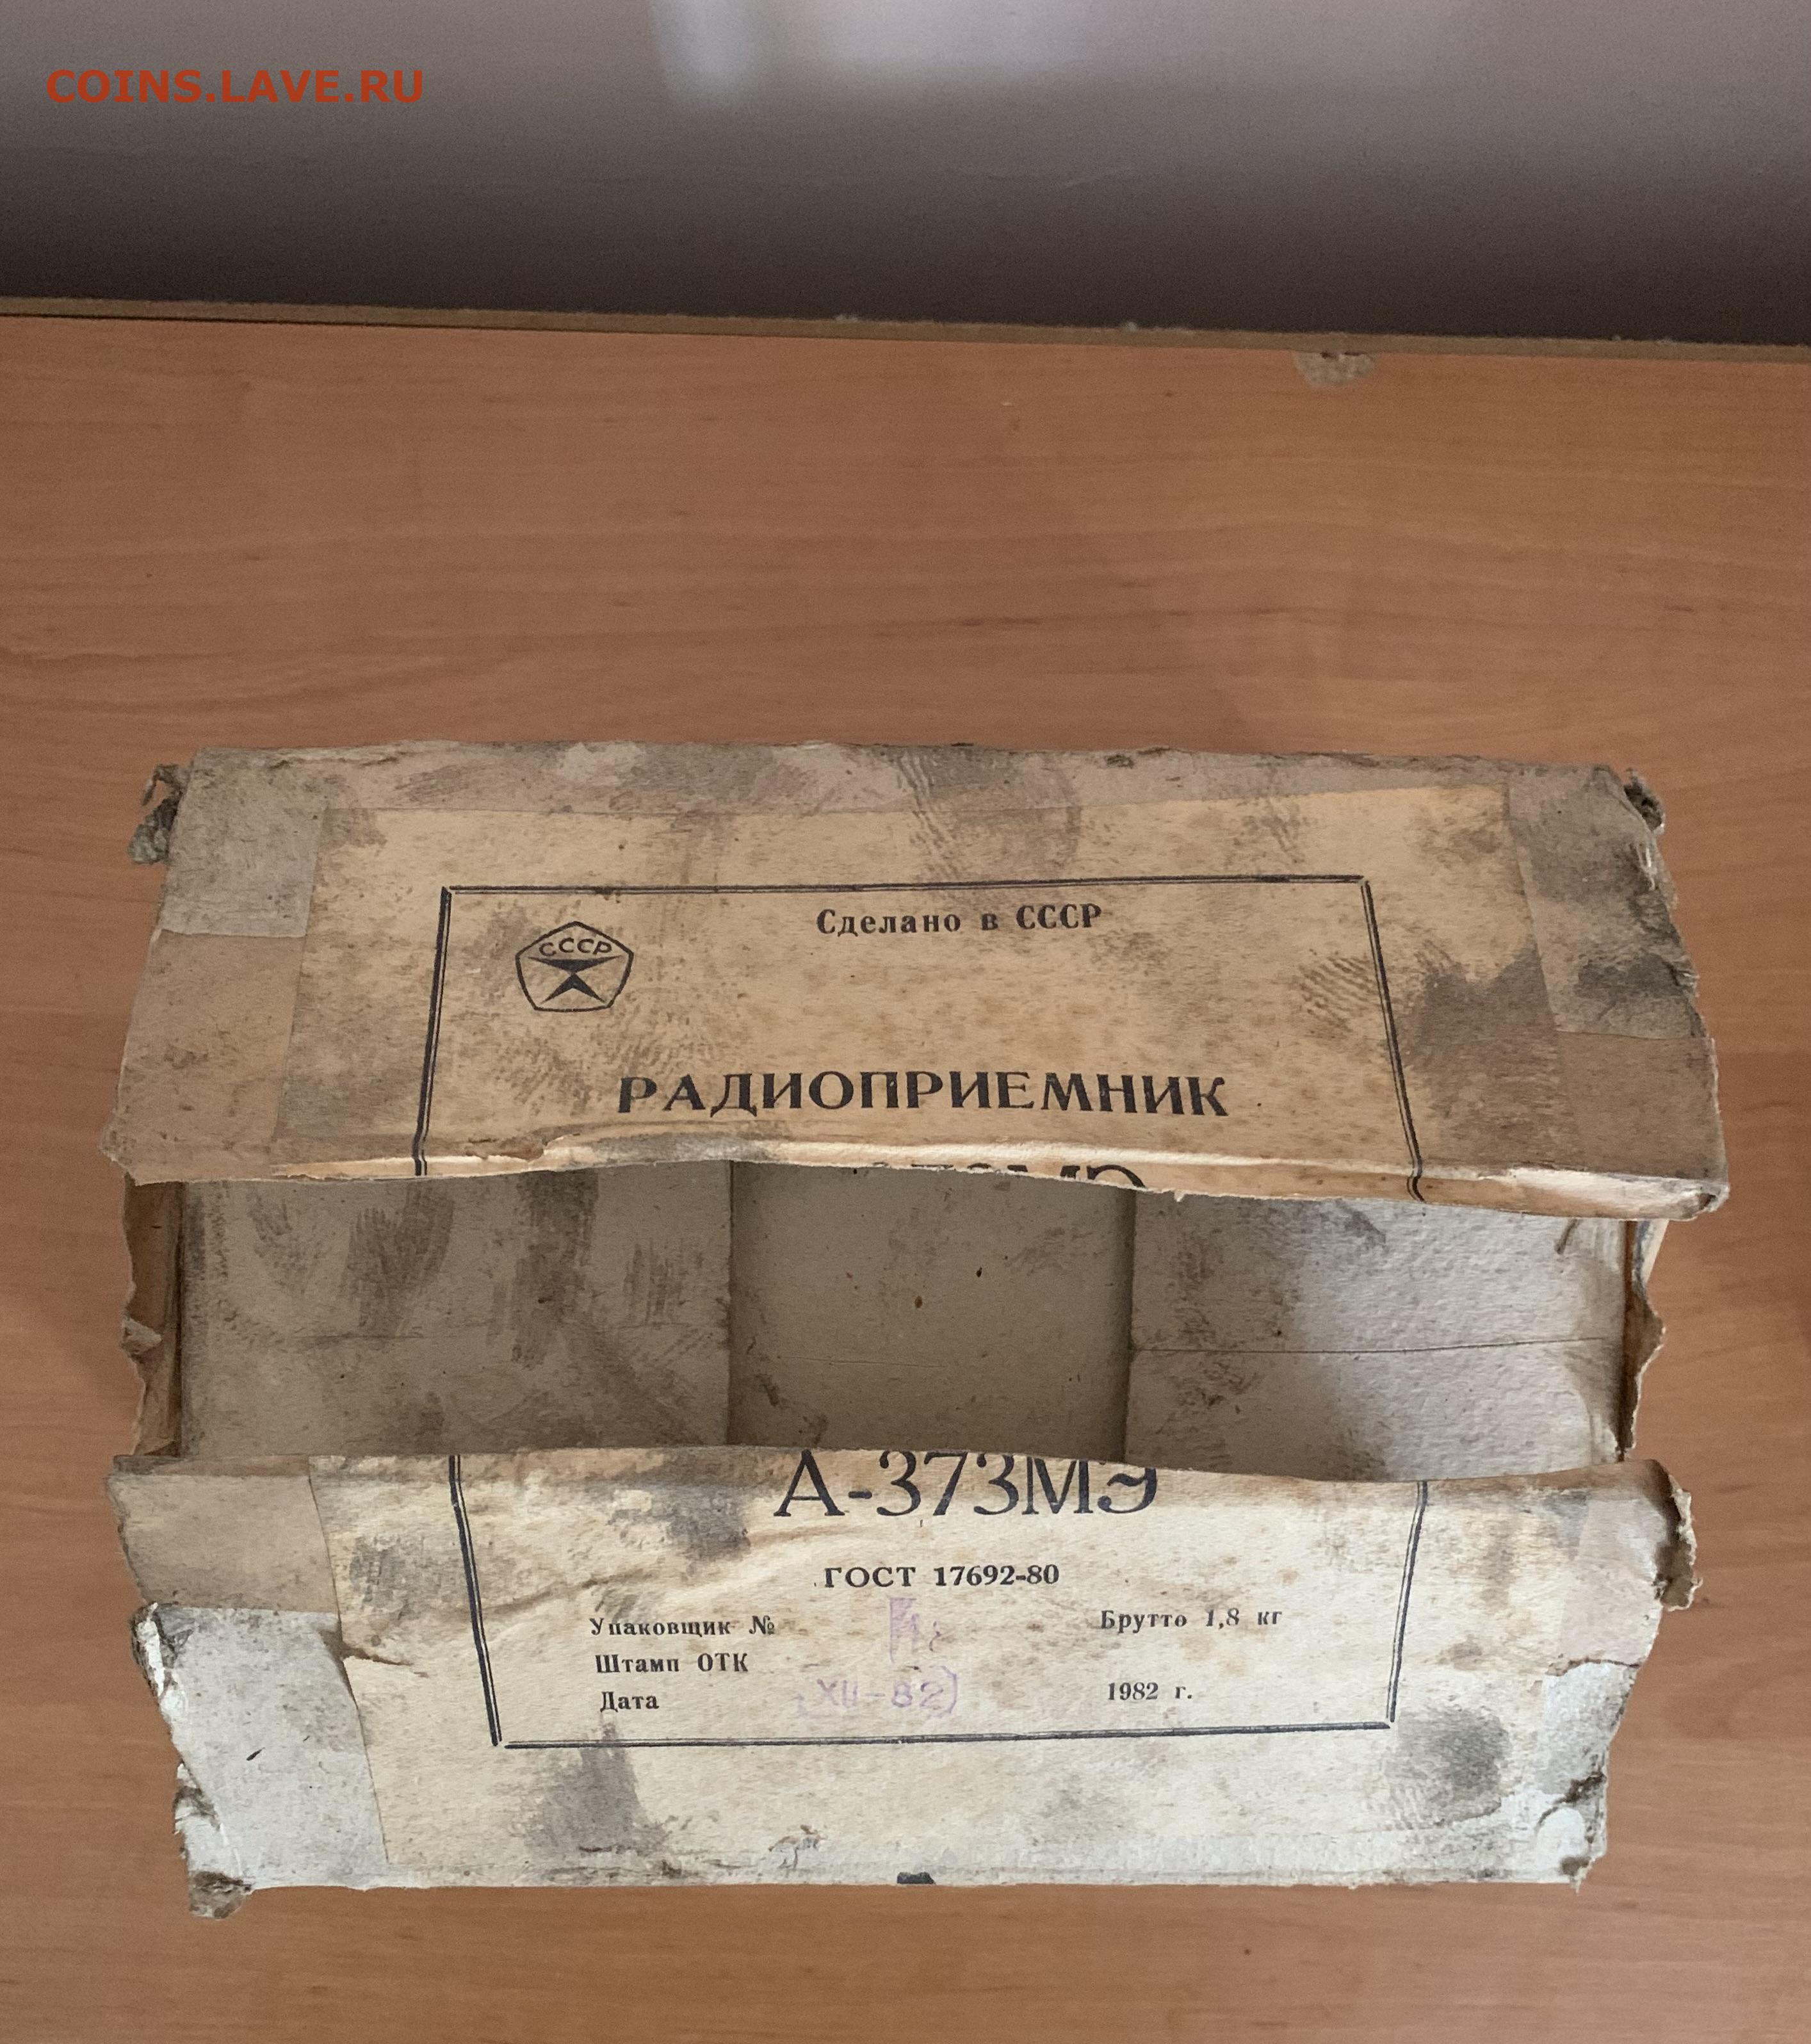 COINS.LAVE.RU
Сделано в СССР
СССР
РАДИОПРИЕМНИК
А-373МЭ
ГОСТ 17692-80
Упаковщик № Брутто 1,8 кг
Штамп ОТК
Дата XII-82 1982 г.